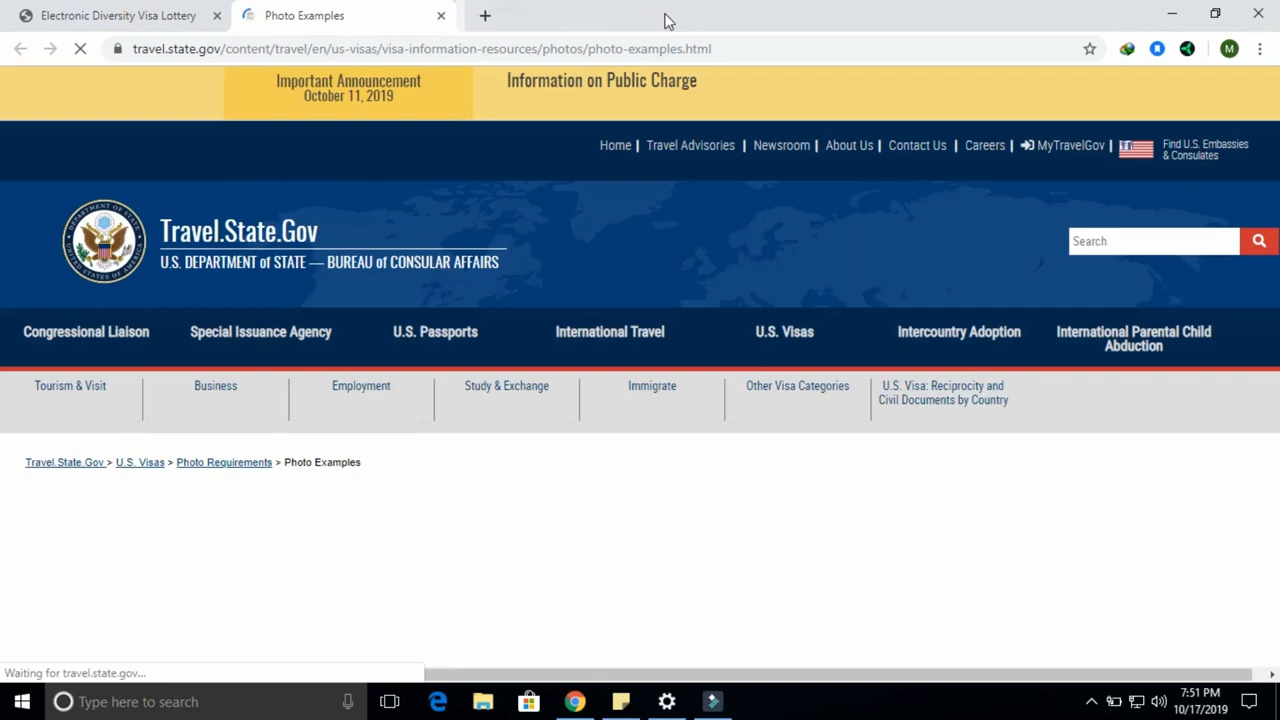 Electronic Diversity Visa Lottery
Photo Examples
travel.state.gov/content/travel/en/us-visas/visa-information-resources/photos/photo-examples.html
M
Important Announcement
October 11, 2019
Information on Public Charge
Home | Travel Advisories | Newsroom | About Us | Contact Us | Careers | MyTravelGov |
Find U.S. Embassies
& Consulates
Travel.State.Gov
U.S. DEPARTMENT of STATE — BUREAU of CONSULAR AFFAIRS
Search
Congressional Liaison
Special Issuance Agency
U.S. Passports
International Travel
U.S. Visas
Intercountry Adoption
International Parental Child
Abduction
Tourism & Visit
Business
Employment
Study & Exchange
Immigrate
Other Visa Categories
U.S. Visa: Reciprocity and
Civil Documents by Country
Travel.State.Gov > U.S. Visas > Photo Requirements > Photo Examples
Waiting for travel.state.gov...
Type here to search
7:51 PM
10/17/2019